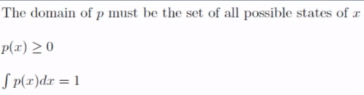 The domain of p must be the set of all possible states of x
p(x) ≥ 0
∫ p(x)dx = 1